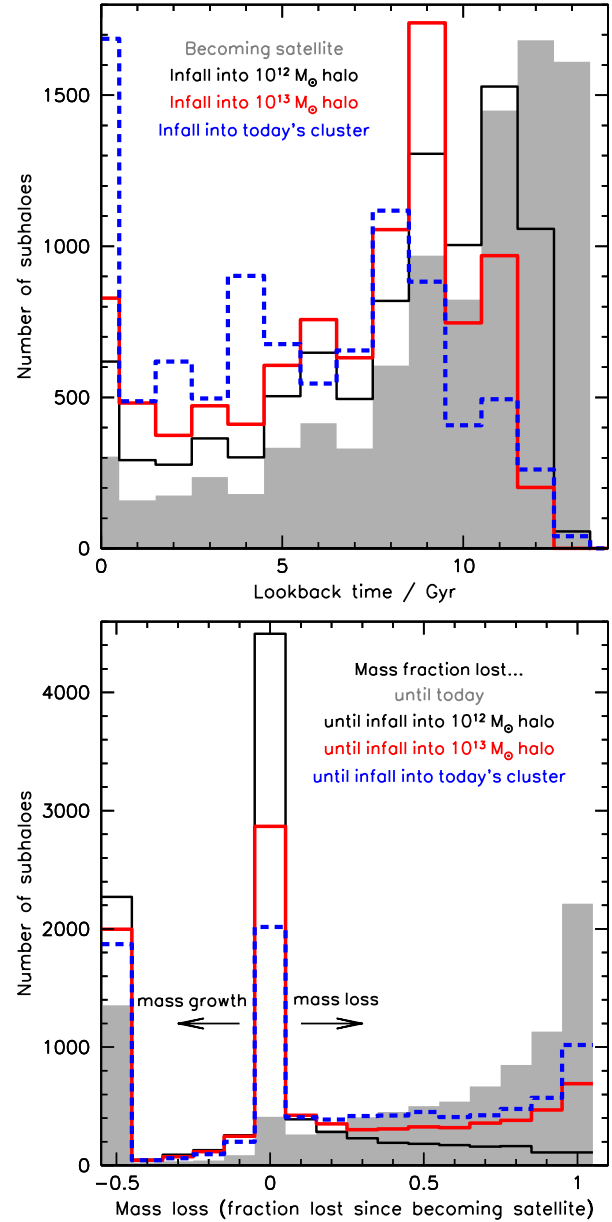 Becoming satellite
Infall into 10¹² M⊙ halo
Infall into 10¹³ M⊙ halo
Infall into today's cluster
1500
1000
500
0
Number of subhaloes
0 5 10
Lookback time / Gyr
Mass fraction lost...
until today
until infall into 10¹² M⊙ halo
until infall into 10¹³ M⊙ halo
until infall into today's cluster
4000
3000
2000
1000
0
Number of subhaloes
mass growth
mass loss
−0.5 0 0.5 1
Mass loss (fraction lost since becoming satellite)